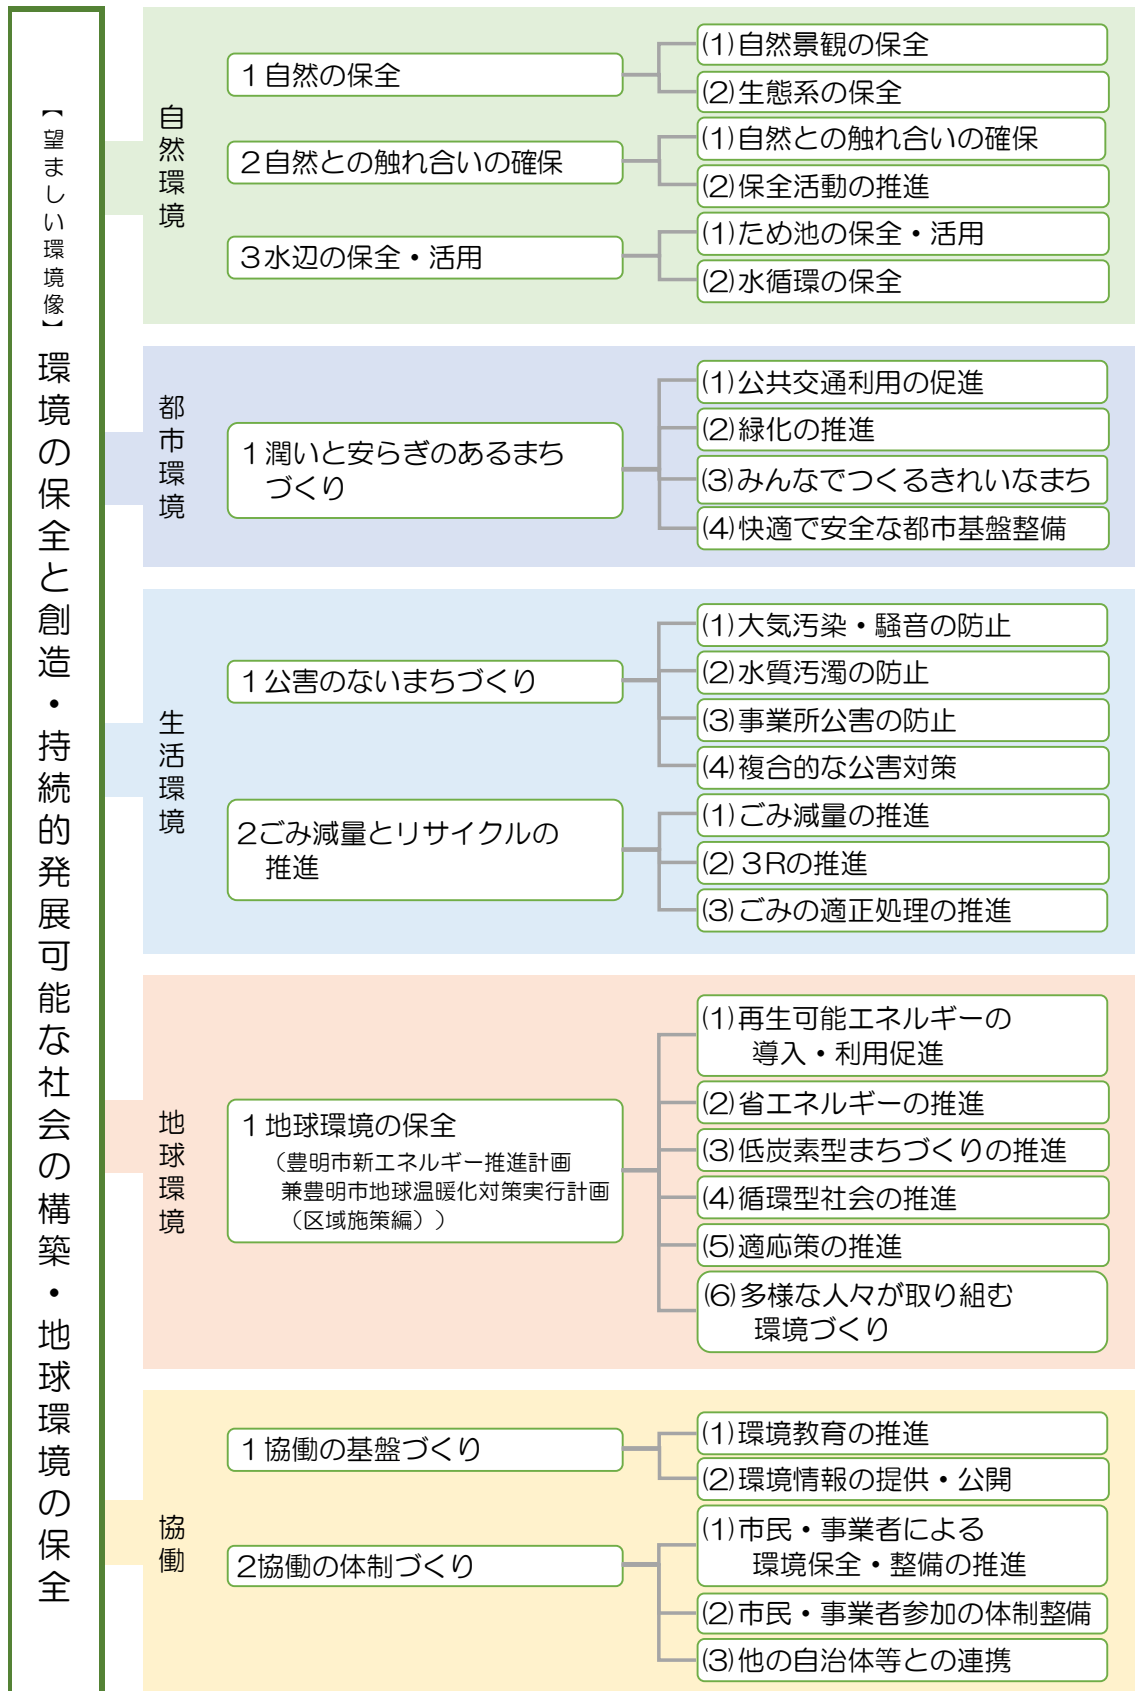 【望ましい環境像】環境の保全と創造・持続的発展可能な社会の構築・地球環境の保全
自然環境
1自然の保全
(1)自然景観の保全
(2)生態系の保全
2自然との触れ合いの確保
(1)自然との触れ合いの確保
(2)保全活動の推進
3水辺の保全・活用
(1)ため池の保全・活用
(2)水循環の保全
都市環境
1潤いと安らぎのあるまち
づくり
(1)公共交通利用の促進
(2)緑化の推進
(3)みんなでつくるきれいなまち
(4)快適で安全な都市基盤整備
生活環境
1公害のないまちづくり
(1)大気汚染・騒音の防止
(2)水質汚濁の防止
(3)事業所公害の防止
(4)複合的な公害対策
2ごみ減量とリサイクルの
推進
(1)ごみ減量の推進
(2)3Rの推進
(3)ごみの適正処理の推進
地球環境
1地球環境の保全
（豊明市新エネルギー推進計画
兼豊明市地球温暖化対策実行計画
（区域施策編））
(1)再生可能エネルギーの
導入・利用促進
(2)省エネルギーの推進
(3)低炭素型まちづくりの推進
(4)循環型社会の推進
(5)適応策の推進
(6)多様な人々が取り組む
環境づくり
協働
1協働の基盤づくり
(1)環境教育の推進
(2)環境情報の提供・公開
2協働の体制づくり
(1)市民・事業者による
環境保全・整備の推進
(2)市民・事業者参加の体制整備
(3)他の自治体等との連携